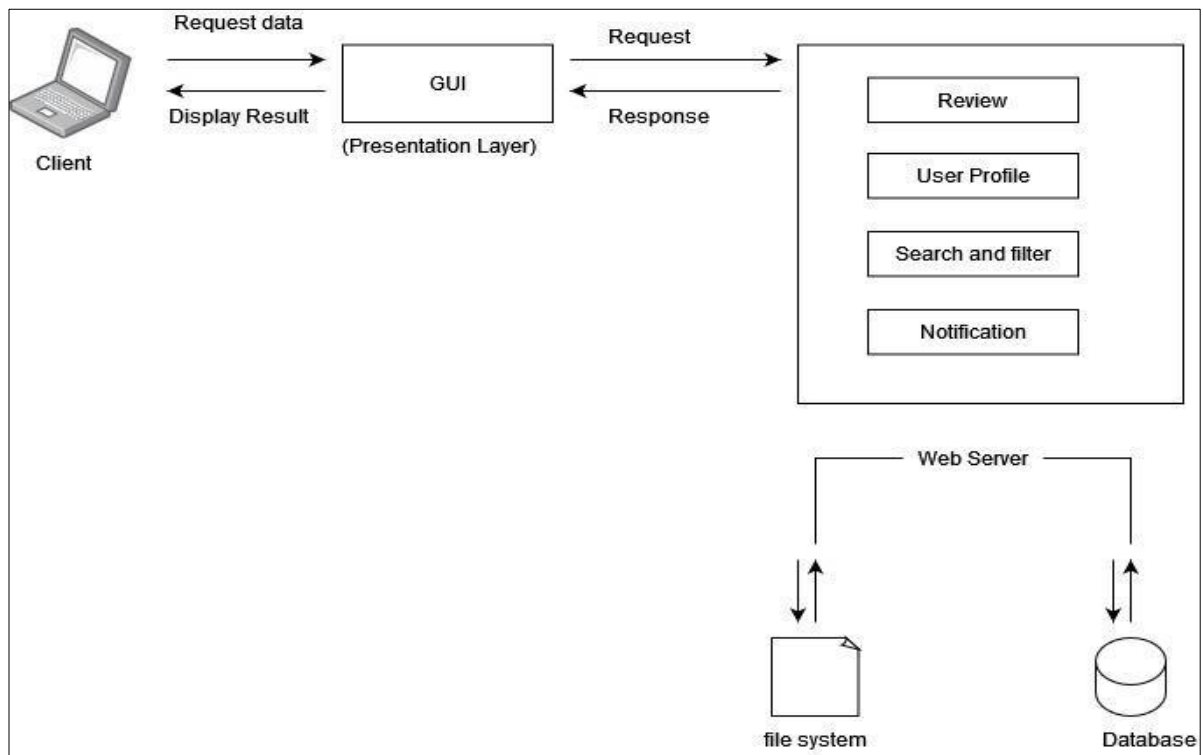 Request data
Display Result
Client
GUI
(Presentation Layer)
Request
Response
Review
User Profile
Search and filter
Notification
Web Server
file system
Database